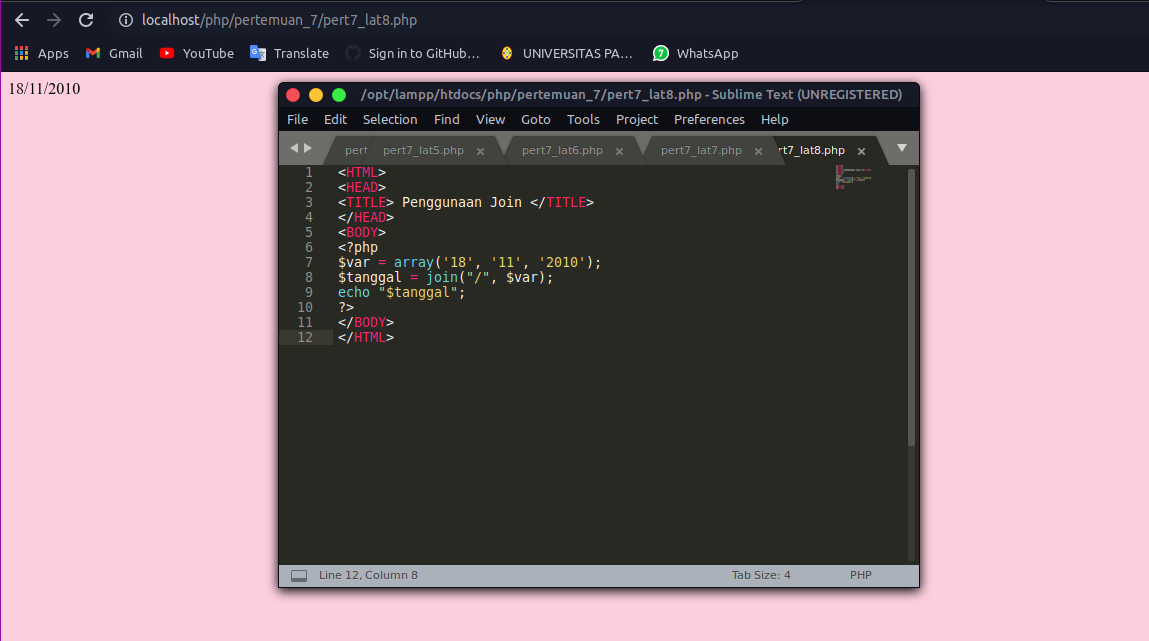 localhost/php/pertemuan_7/pert7_lat8.php
Apps Gmail YouTube Translate Sign in to GitHub... UNIVERSITAS PA... WhatsApp
18/11/2010
/opt/lampp/htdocs/php/pertemuan_7/pert7_lat8.php - Sublime Text (UNREGISTERED)
File Edit Selection Find View Goto Tools Project Preferences Help
pert pert7_lat5.php × pert7_lat6.php × pert7_lat7.php × rt7_lat8.php ×
1 <HTML>
2 <HEAD>
3 <TITLE> Penggunaan Join </TITLE>
4 </HEAD>
5 <BODY>
6 <?php
7 $var = array('18', '11', '2010');
8 $tanggal = join("/", $var);
9 echo "$tanggal";
10 ?>
11 </BODY>
12 </HTML>
Line 12, Column 8 Tab Size: 4 PHP